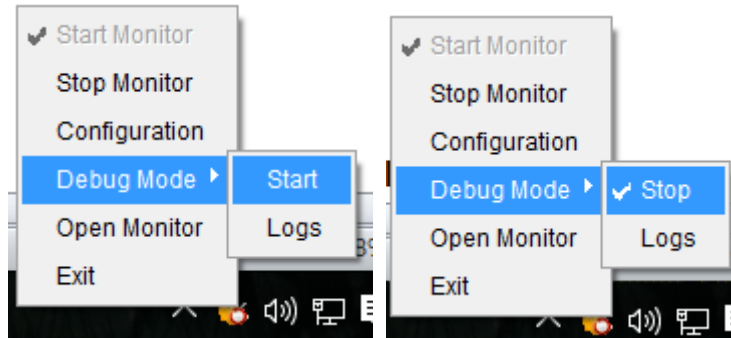 Start Monitor
Stop Monitor
Configuration
Debug Mode Start
Open Monitor Logs
Exit
Start Monitor
Stop Monitor
Configuration
Debug Mode Stop
Open Monitor Logs
Exit